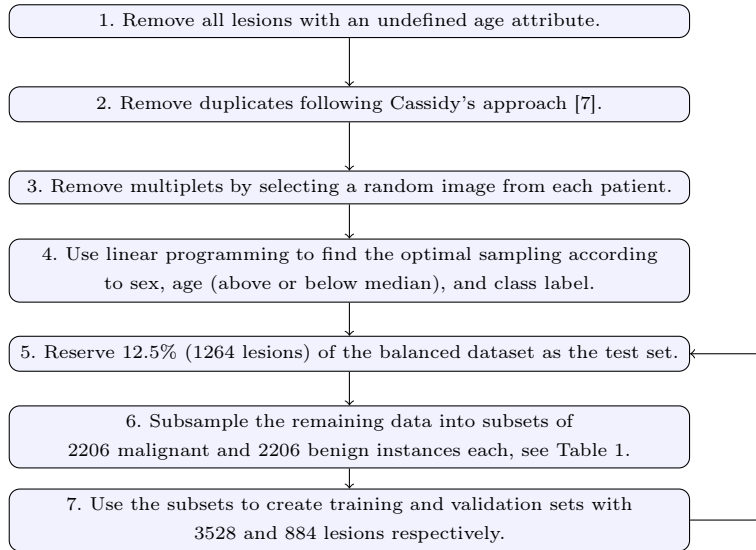 1. Remove all lesions with an undefined age attribute.
2. Remove duplicates following Cassidy's approach [7].
3. Remove multiplets by selecting a random image from each patient.
4. Use linear programming to find the optimal sampling according
to sex, age (above or below median), and class label.
5. Reserve 12.5% (1264 lesions) of the balanced dataset as the test set.
6. Subsample the remaining data into subsets of
2206 malignant and 2206 benign instances each, see Table 1.
7. Use the subsets to create training and validation sets with
3528 and 884 lesions respectively.